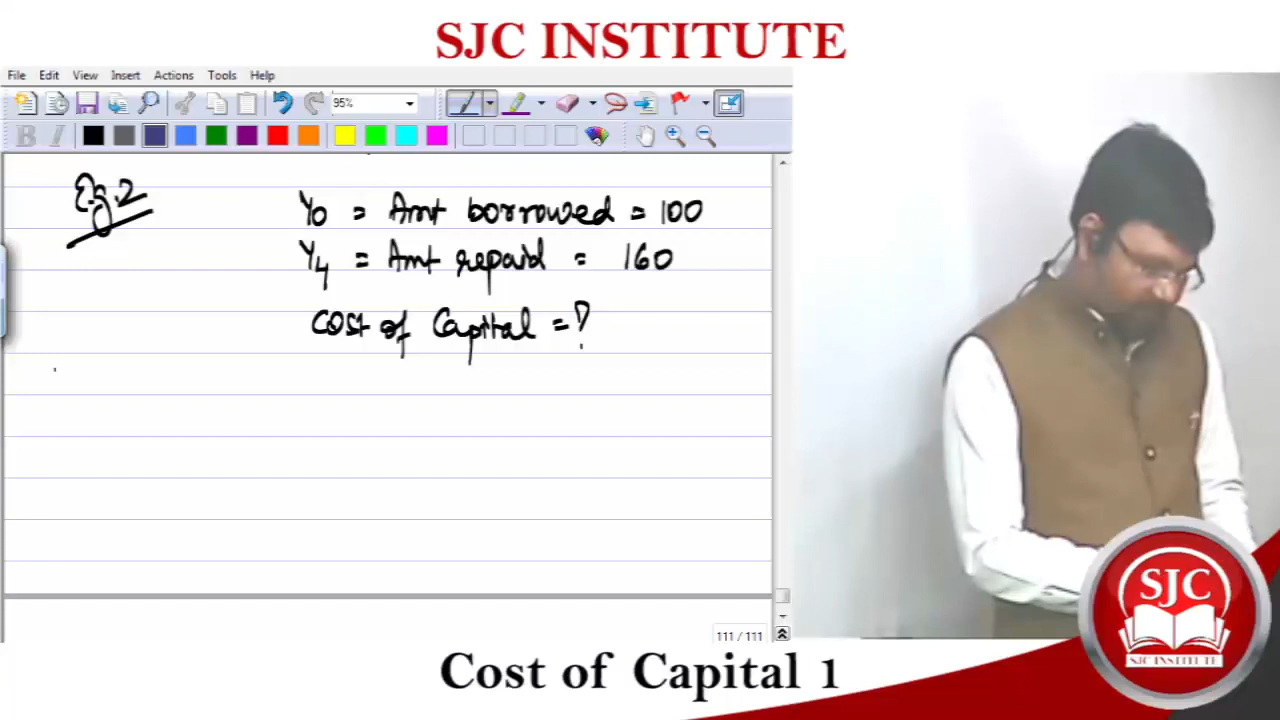 SJC INSTITUTE
File Edit View Insert Actions Tools Help
95%
B I
Eg.2
Y0 = Amt borrowed = 100
Y4 = Amt repaid = 160
Cost of Capital = ?
111 / 111
SJC
SJC INSTITUTE
Cost of Capital 1